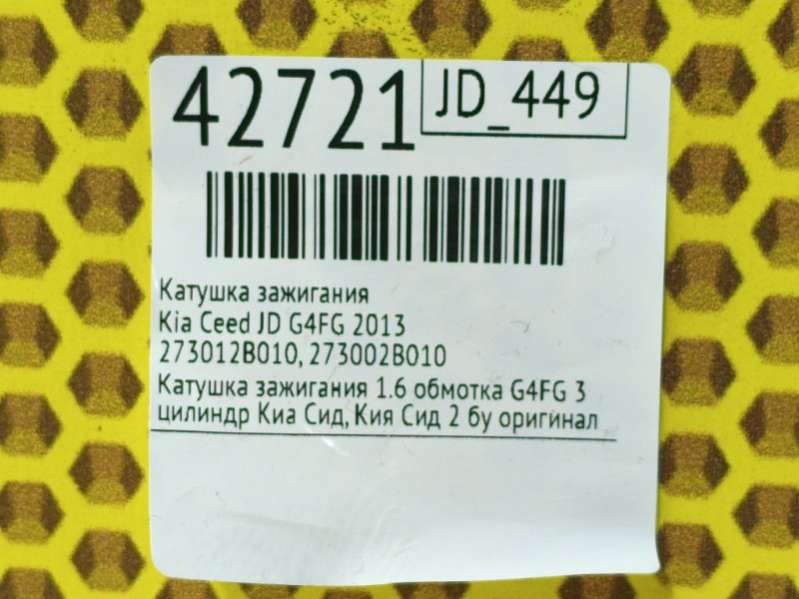 42721
JD_449
Катушка зажигания
Kia Ceed JD G4FG 2013
273012B010, 273002B010
Катушка зажигания 1.6 обмотка G4FG 3
цилиндр Киа Сид, Кия Сид 2 бу оригинал